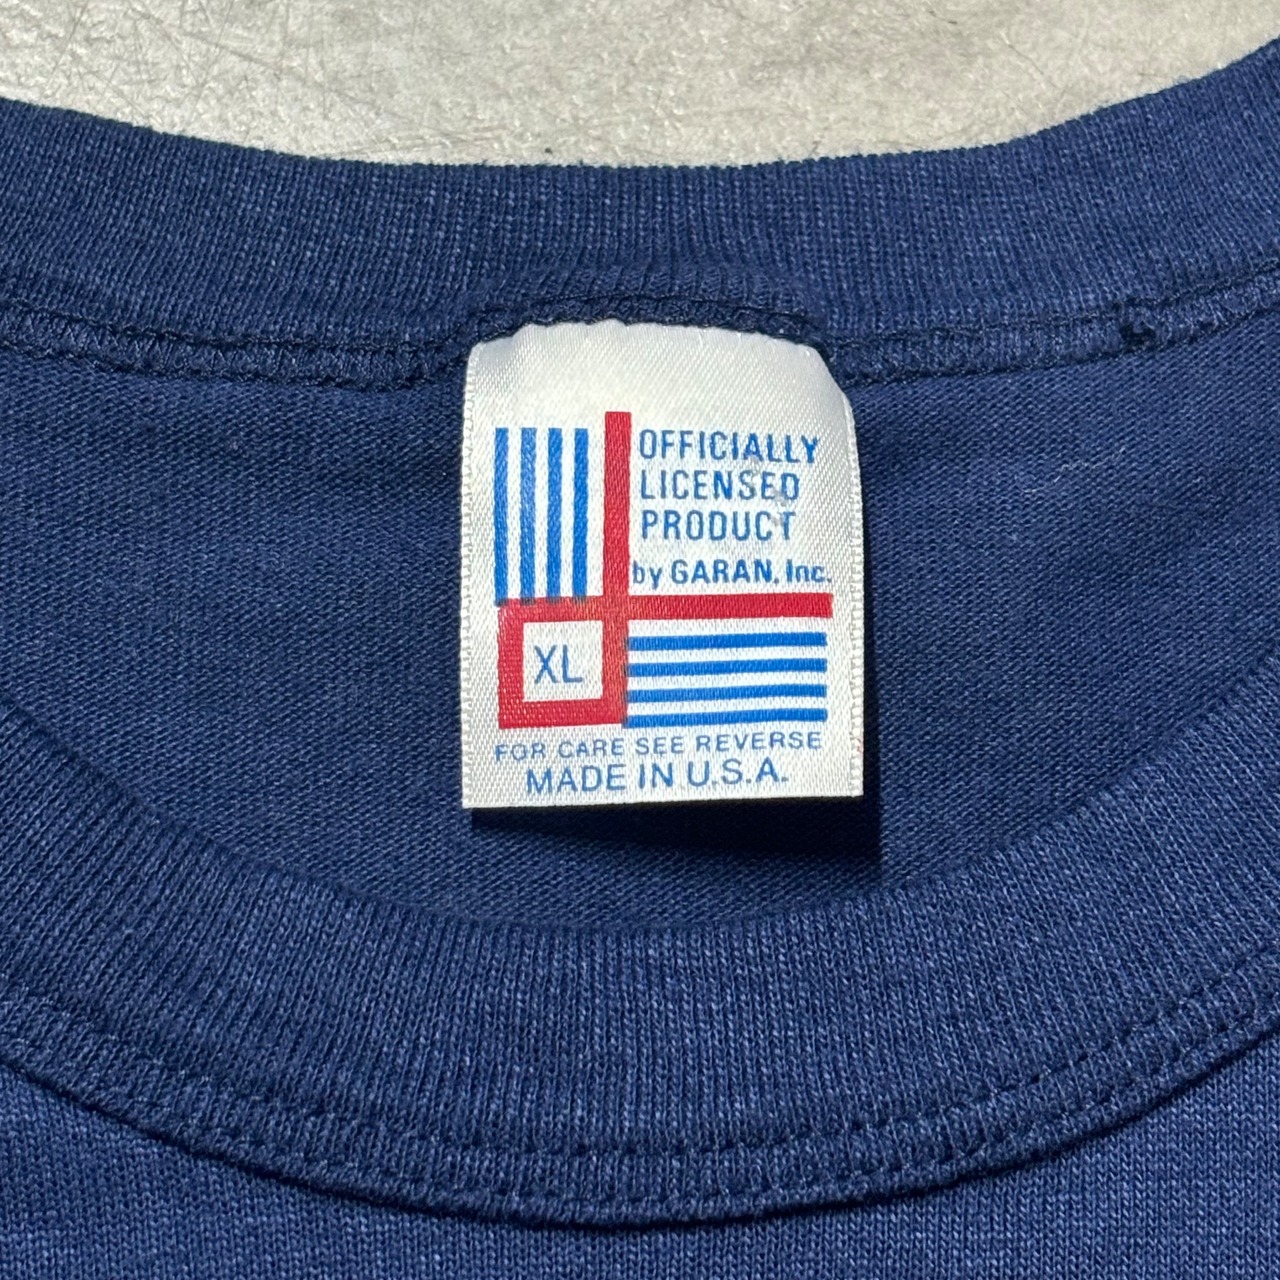 OFFICIALLY
LICENSED
PRODUCT
by GARAN, Inc.
XL
FOR CARE SEE REVERSE
MADE IN U.S.A.